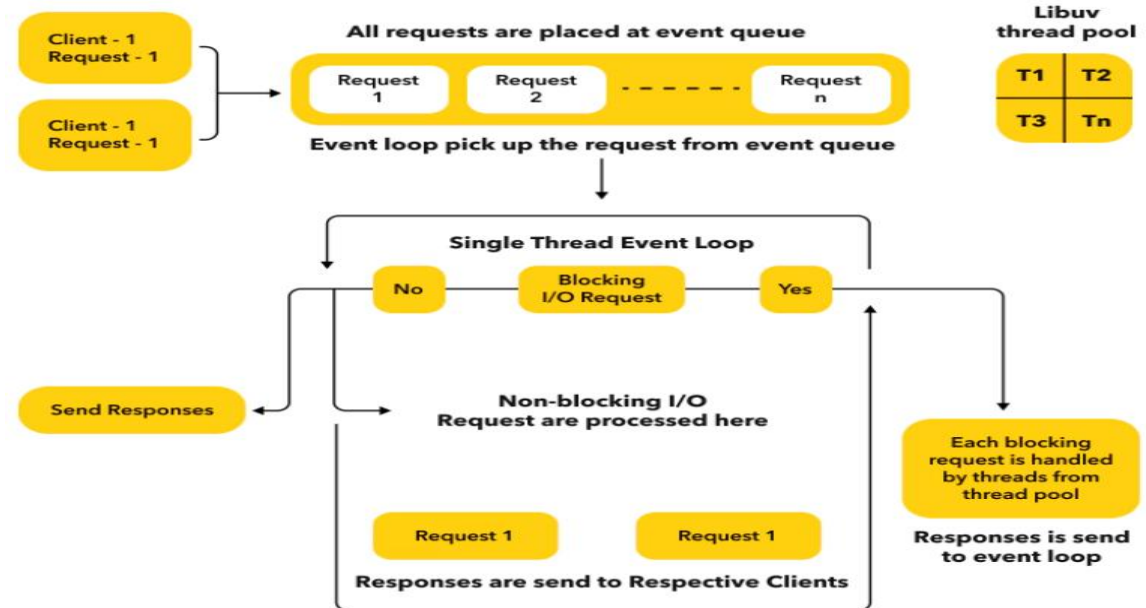 Client - 1
Request - 1
Client - 1
Request - 1
All requests are placed at event queue
Request
1
Request
2
Request
n
Event loop pick up the request from event queue
Libuv
thread pool
T1 T2
T3 Tn
Single Thread Event Loop
No
Blocking
I/O Request
Yes
Send Responses
Non-blocking I/O
Request are processed here
Each blocking
request is handled
by threads from
thread pool
Responses is send
to event loop
Request 1
Request 1
Responses are send to Respective Clients